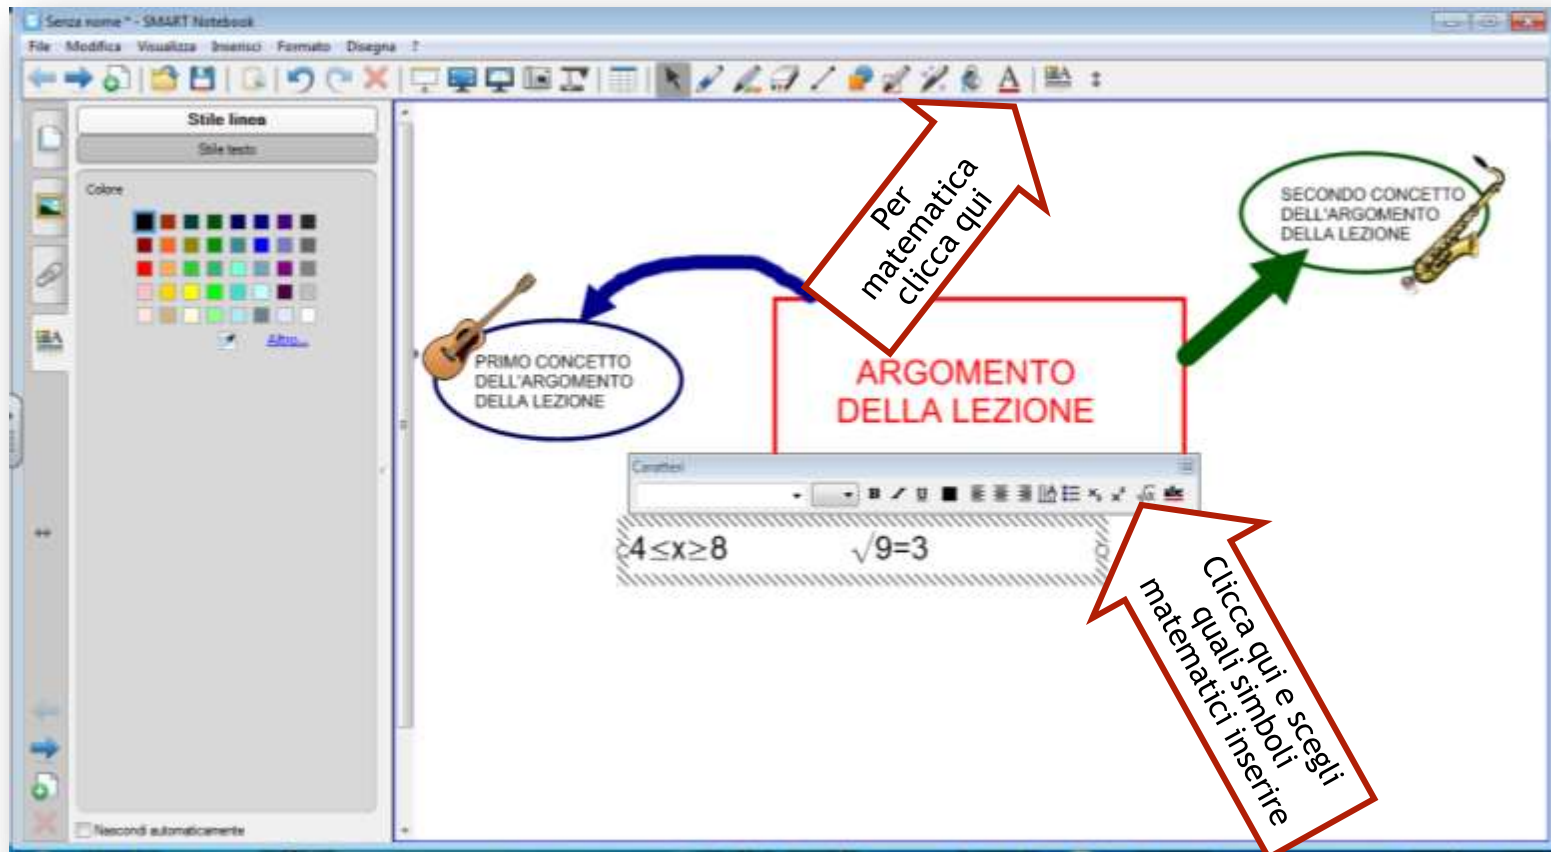 Senza nome * - SMART Notebook
File Modifica Visualizza Inserisci Formato Disegna ?
Stile linea
Stile testo
Colore
Altro...
Per
matematica
clicca qui
SECONDO CONCETTO
DELL'ARGOMENTO
DELLA LEZIONE
PRIMO CONCETTO
DELL'ARGOMENTO
DELLA LEZIONE
ARGOMENTO
DELLA LEZIONE
Caratteri
4≤x≥8 √9=3
Clicca qui e scegli
quali simboli
matematici inserire
Nascondi automaticamente